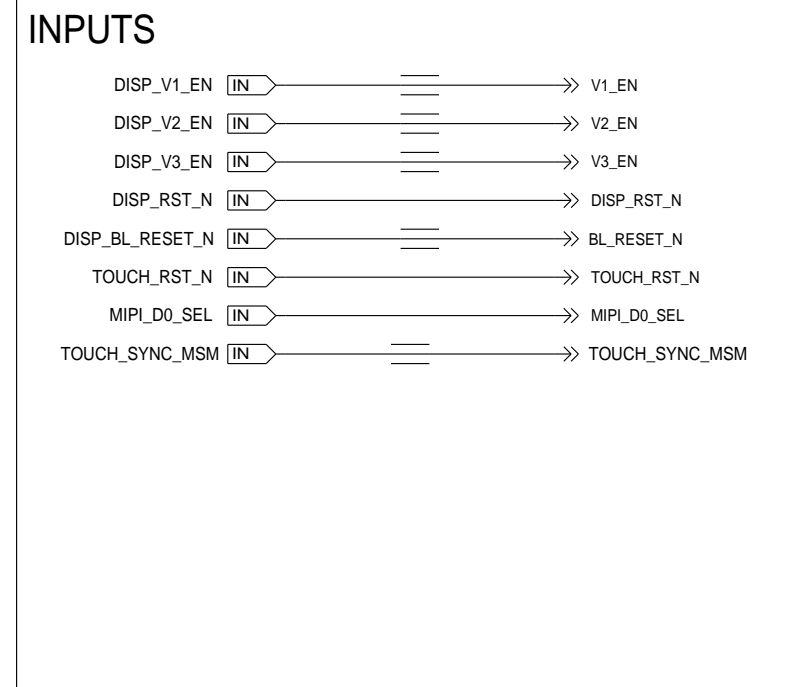 INPUTS
DISP_V1_EN IN V1_EN
DISP_V2_EN IN V2_EN
DISP_V3_EN IN V3_EN
DISP_RST_N IN DISP_RST_N
DISP_BL_RESET_N IN BL_RESET_N
TOUCH_RST_N IN TOUCH_RST_N
MIPI_D0_SEL IN MIPI_D0_SEL
TOUCH_SYNC_MSM IN TOUCH_SYNC_MSM